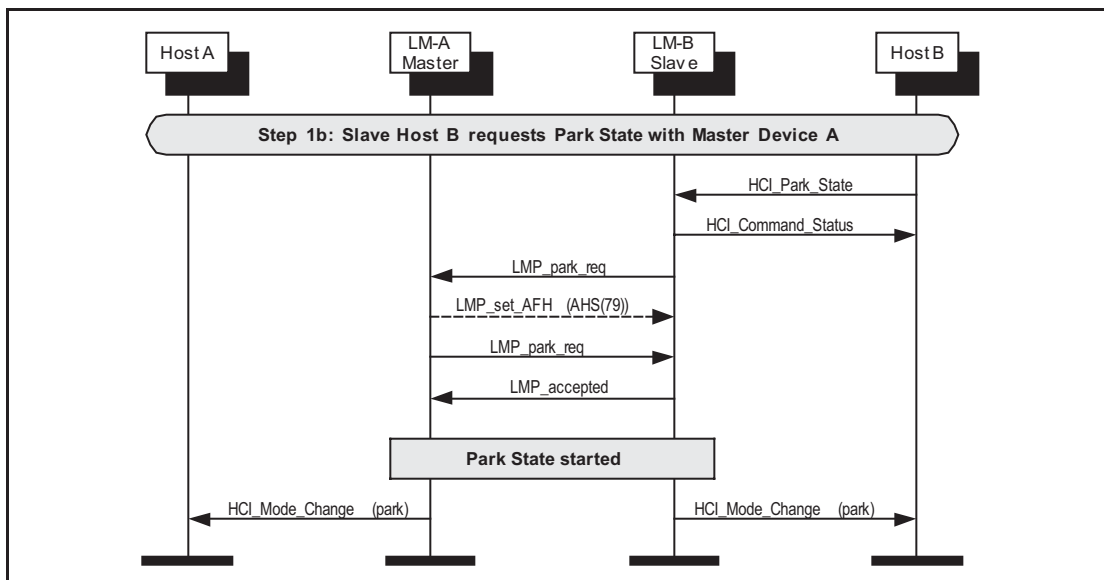 Host A
LM-A
Master
LM-B
Slave
Host B
Step 1b: Slave Host B requests Park State with Master Device A
HCI_Park_State
HCI_Command_Status
LMP_park_req
LMP_set_AFH (AHS(79))
LMP_park_req
LMP_accepted
Park State started
HCI_Mode_Change (park)
HCI_Mode_Change (park)